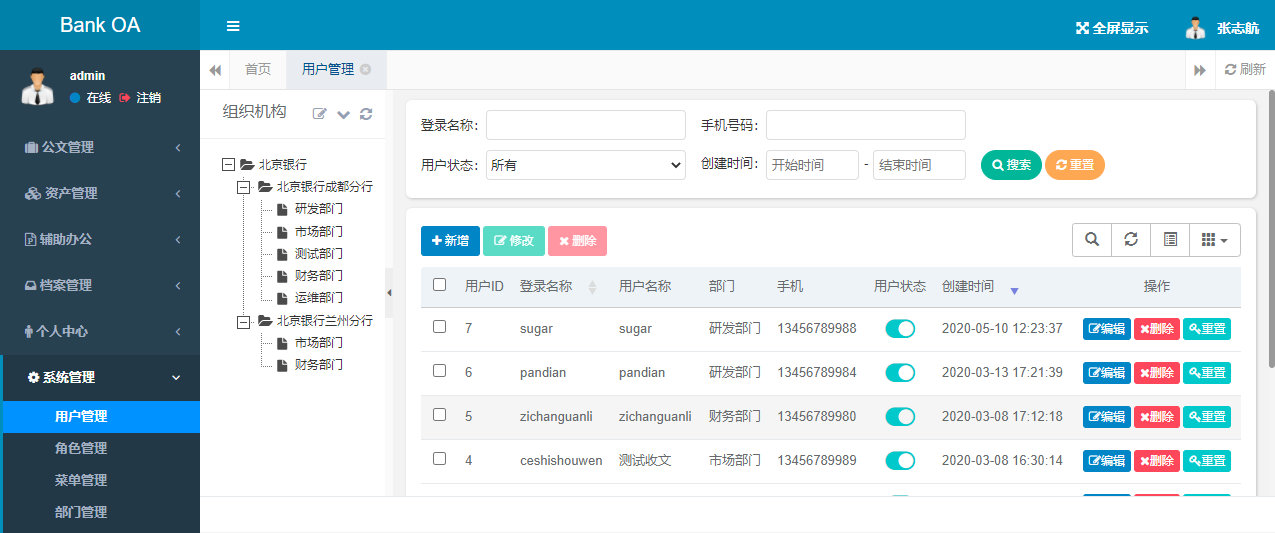 Bank OA
全屏显示
张志航
admin
在线 注销
公文管理
资产管理
辅助办公
档案管理
个人中心
系统管理
用户管理
角色管理
菜单管理
部门管理
首页 用户管理 刷新
组织机构
北京银行
北京银行成都分行
研发部门
市场部门
测试部门
财务部门
运维部门
北京银行兰州分行
市场部门
财务部门
登录名称: 手机号码:
用户状态: 所有 创建时间: 开始时间 - 结束时间 搜索 重置
新增 修改 删除
用户ID 登录名称 用户名称 部门 手机 用户状态 创建时间 操作
7 sugar sugar 研发部门 13456789988 2020-05-10 12:23:37 编辑 删除 重置
6 pandian pandian 研发部门 13456789984 2020-03-13 17:21:39 编辑 删除 重置
5 zichanguanli zichanguanli 财务部门 13456789980 2020-03-08 17:12:18 编辑 删除 重置
4 ceshishouwen 测试收文 市场部门 13456789989 2020-03-08 16:30:14 编辑 删除 重置